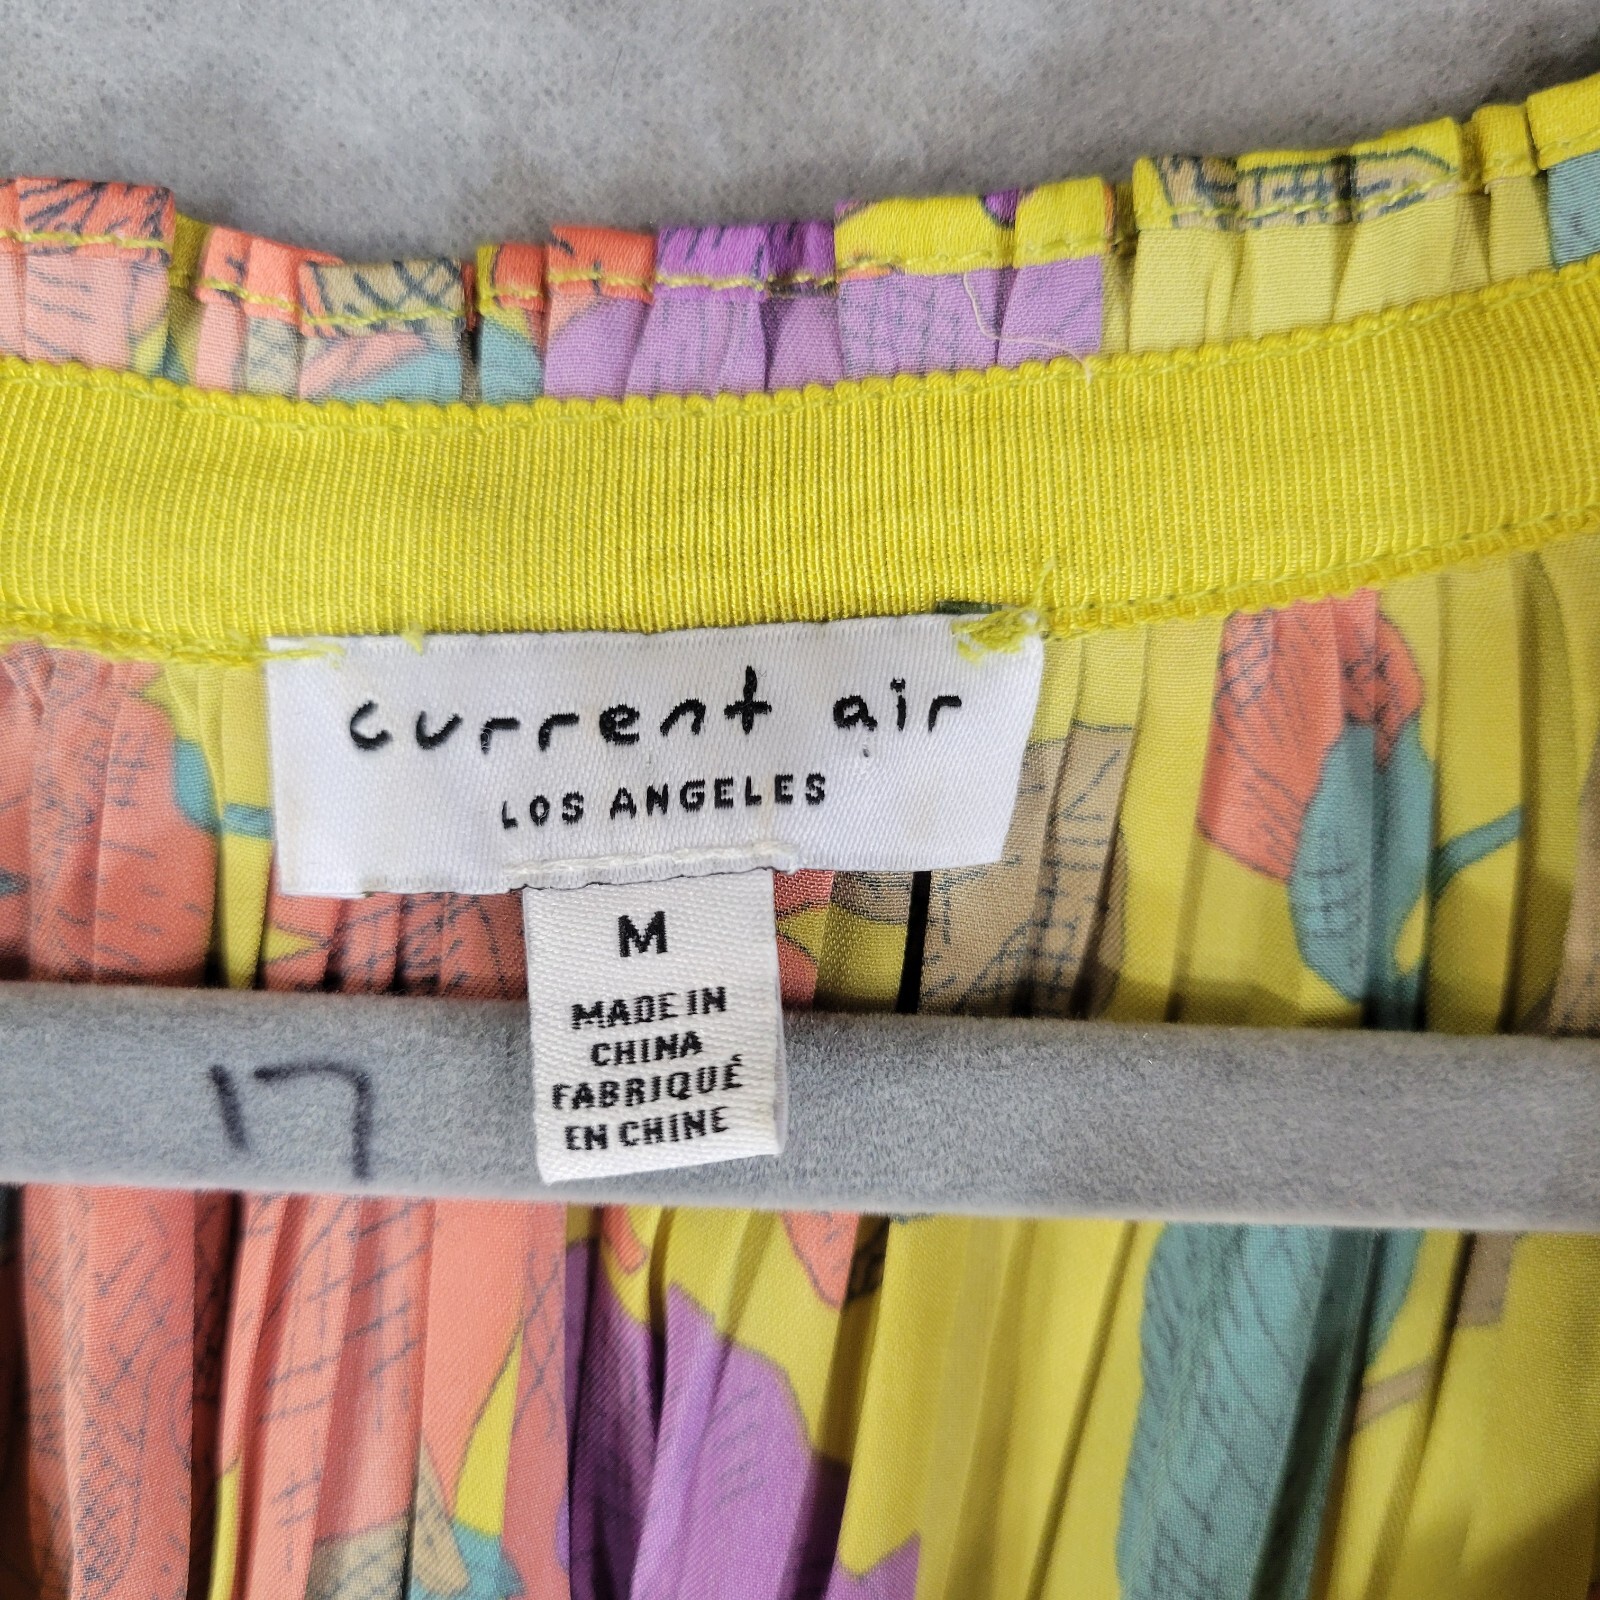 current air
LOS ANGELES
M
MADE IN
CHINA
FABRIQUÉ
EN CHINE
17